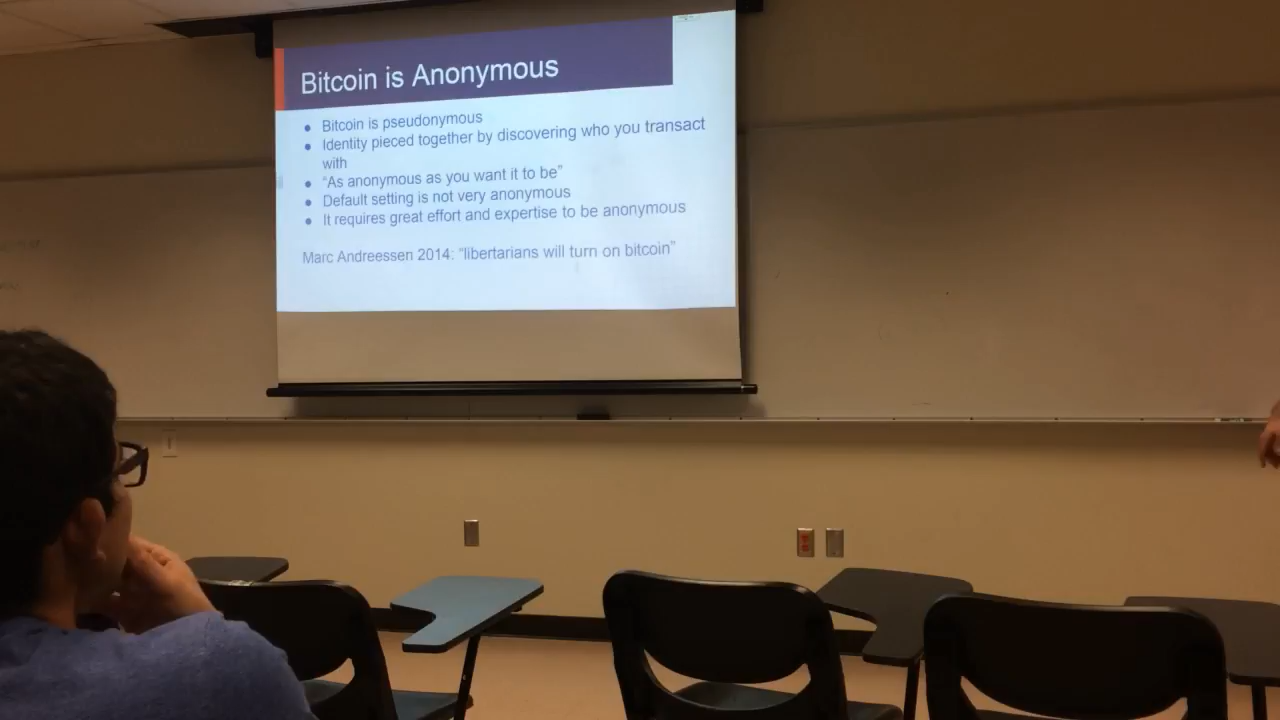 Bitcoin is Anonymous
● Bitcoin is pseudonymous
● Identity pieced together by discovering who you transact
with
● “As anonymous as you want it to be”
● Default setting is not very anonymous
● It requires great effort and expertise to be anonymous
Marc Andreessen 2014: “libertarians will turn on bitcoin”